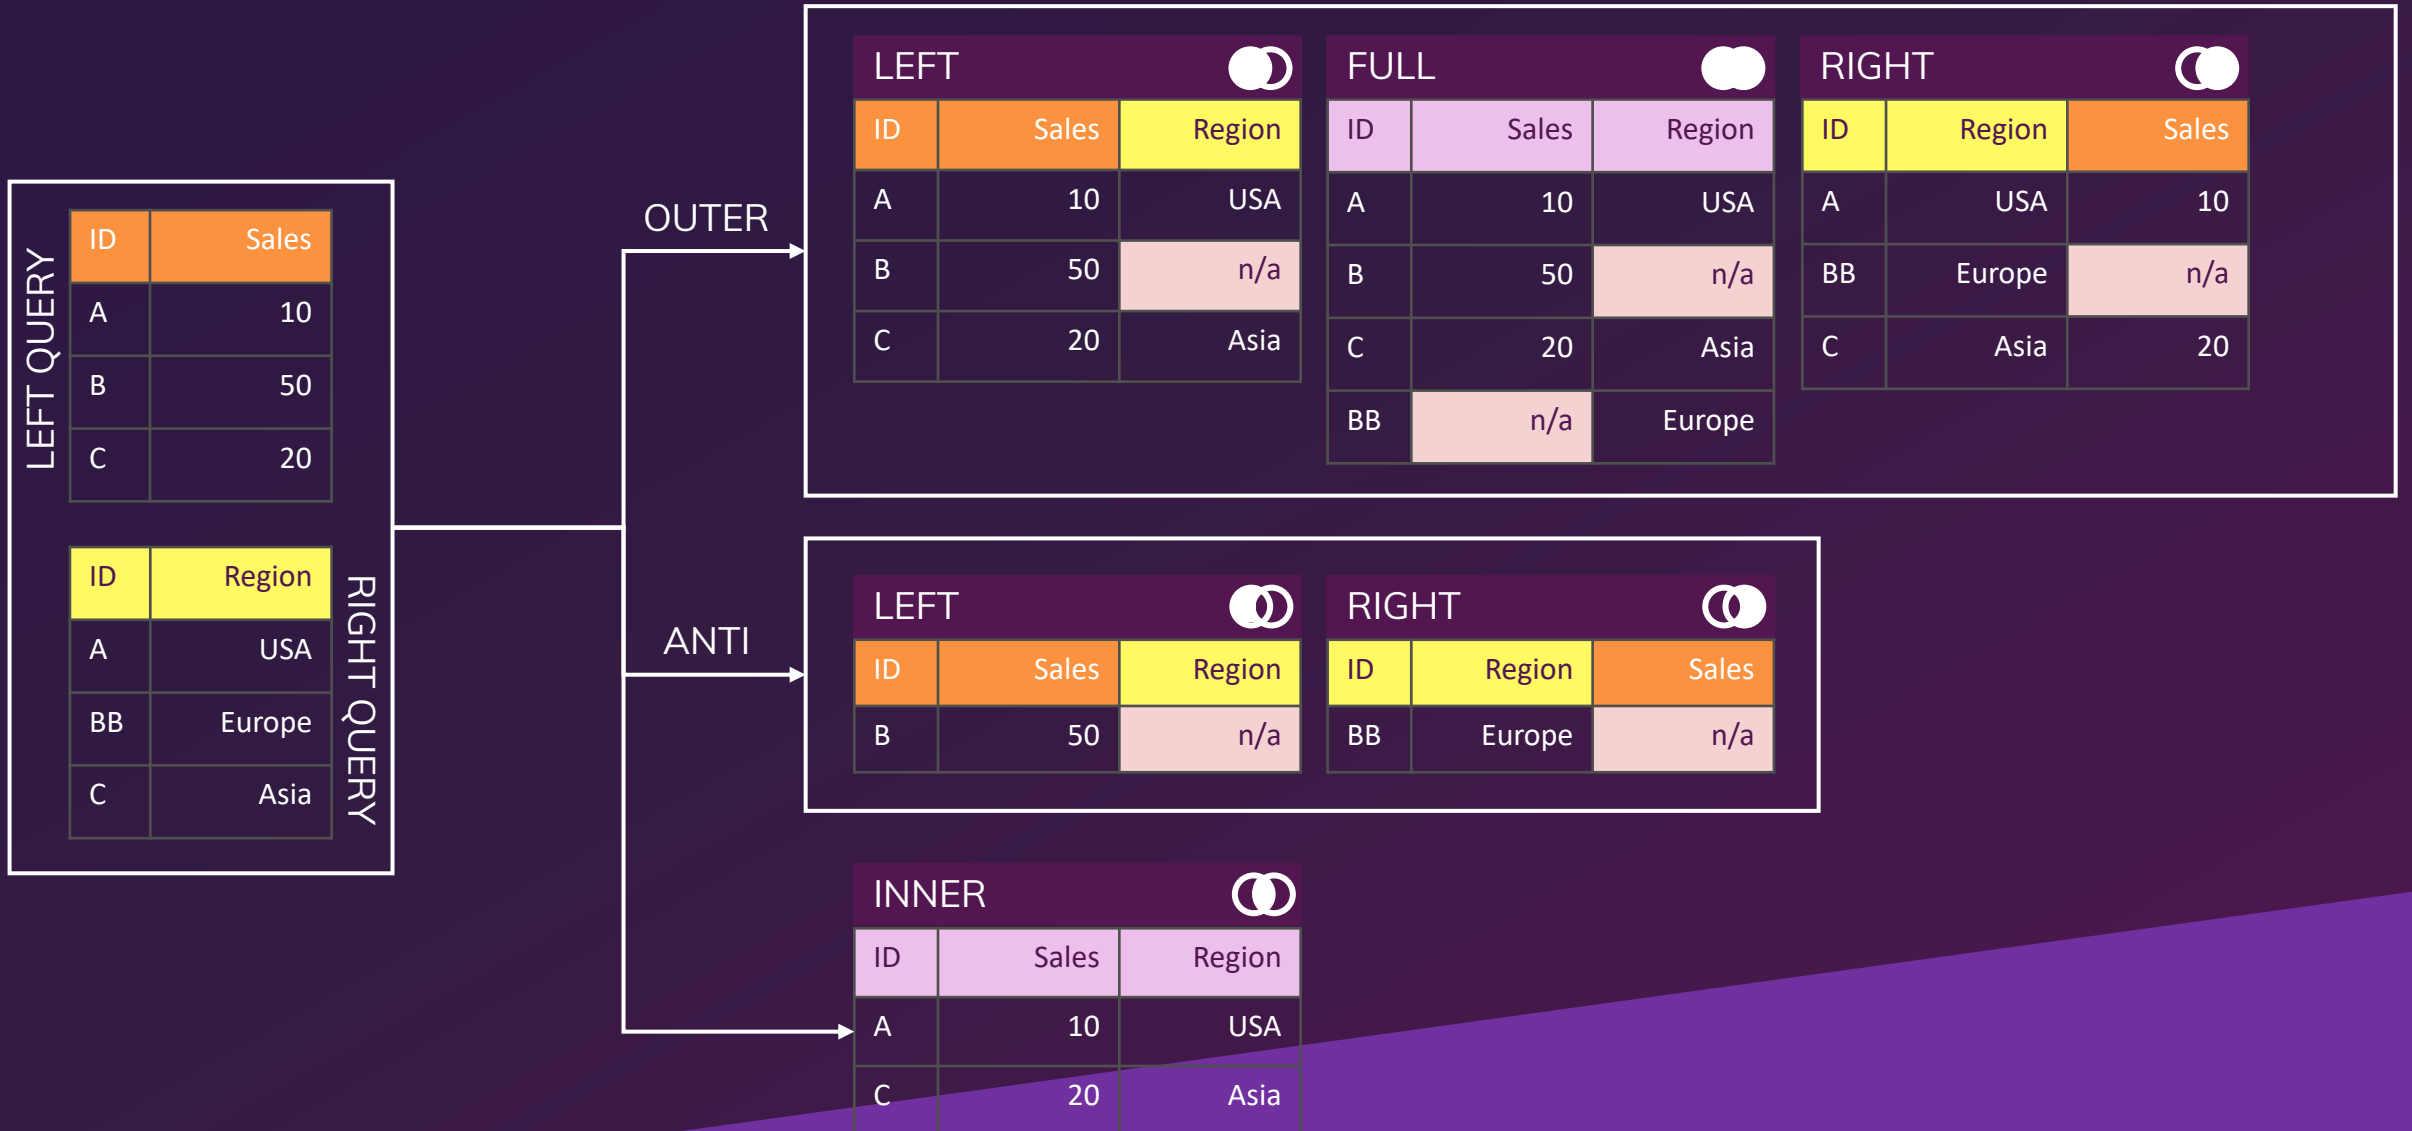 LEFT QUERY
ID Sales
A 10
B 50
C 20
RIGHT QUERY
ID Region
A USA
BB Europe
C Asia
OUTER
LEFT
ID Sales Region
A 10 USA
B 50 n/a
C 20 Asia
FULL
ID Sales Region
A 10 USA
B 50 n/a
C 20 Asia
BB n/a Europe
RIGHT
ID Region Sales
A USA 10
BB Europe n/a
C Asia 20
ANTI
LEFT
ID Sales Region
B 50 n/a
RIGHT
ID Region Sales
BB Europe n/a
INNER
ID Sales Region
A 10 USA
C 20 Asia